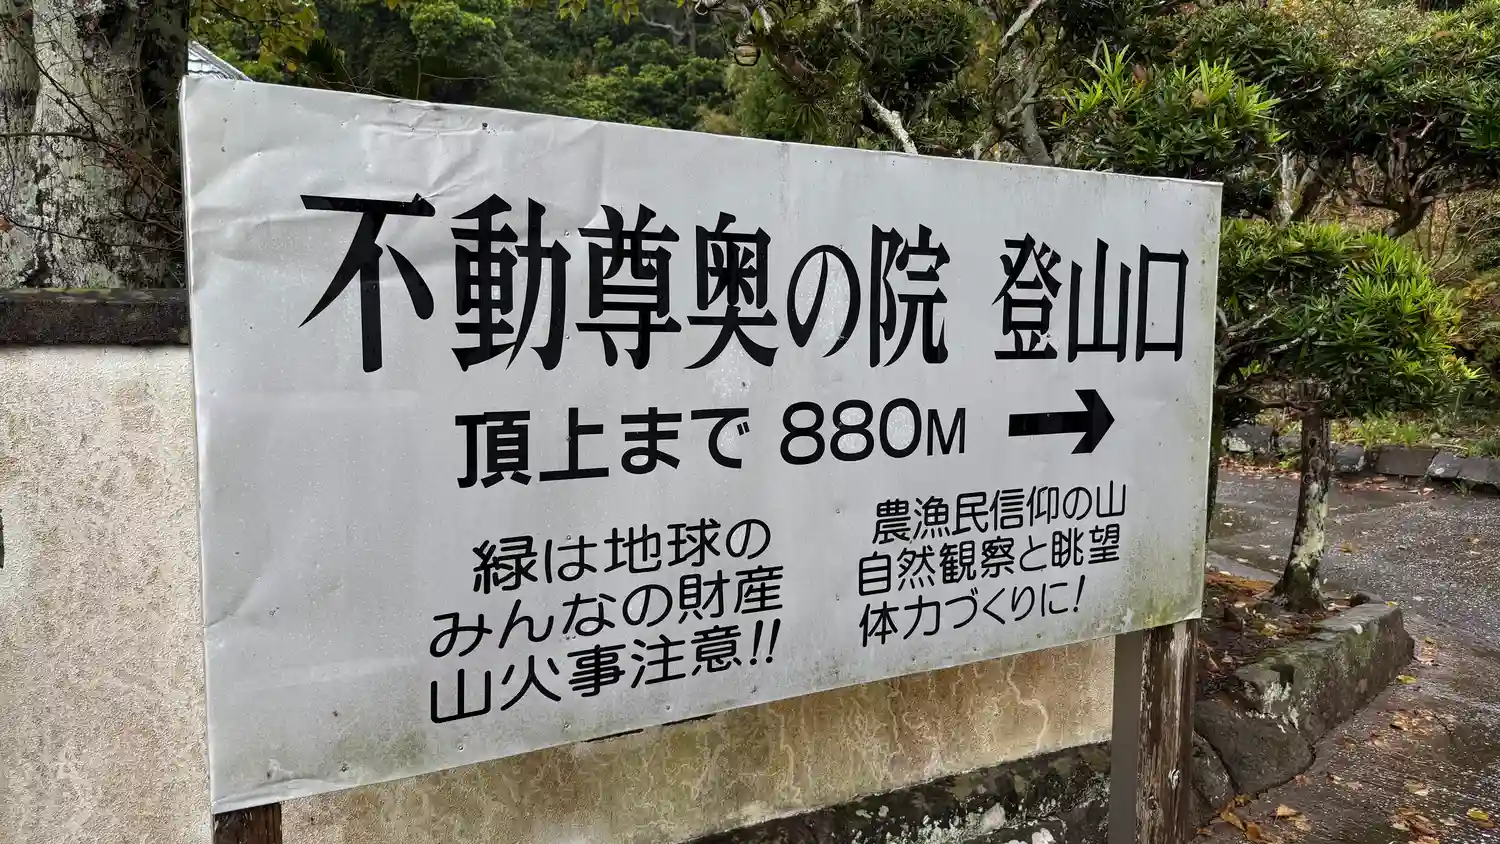 不動尊奥の院 登山口
頂上まで 880M →
緑は地球の
みんなの財産
山火事注意!!
農漁民信仰の山
自然観察と眺望
体力づくりに!